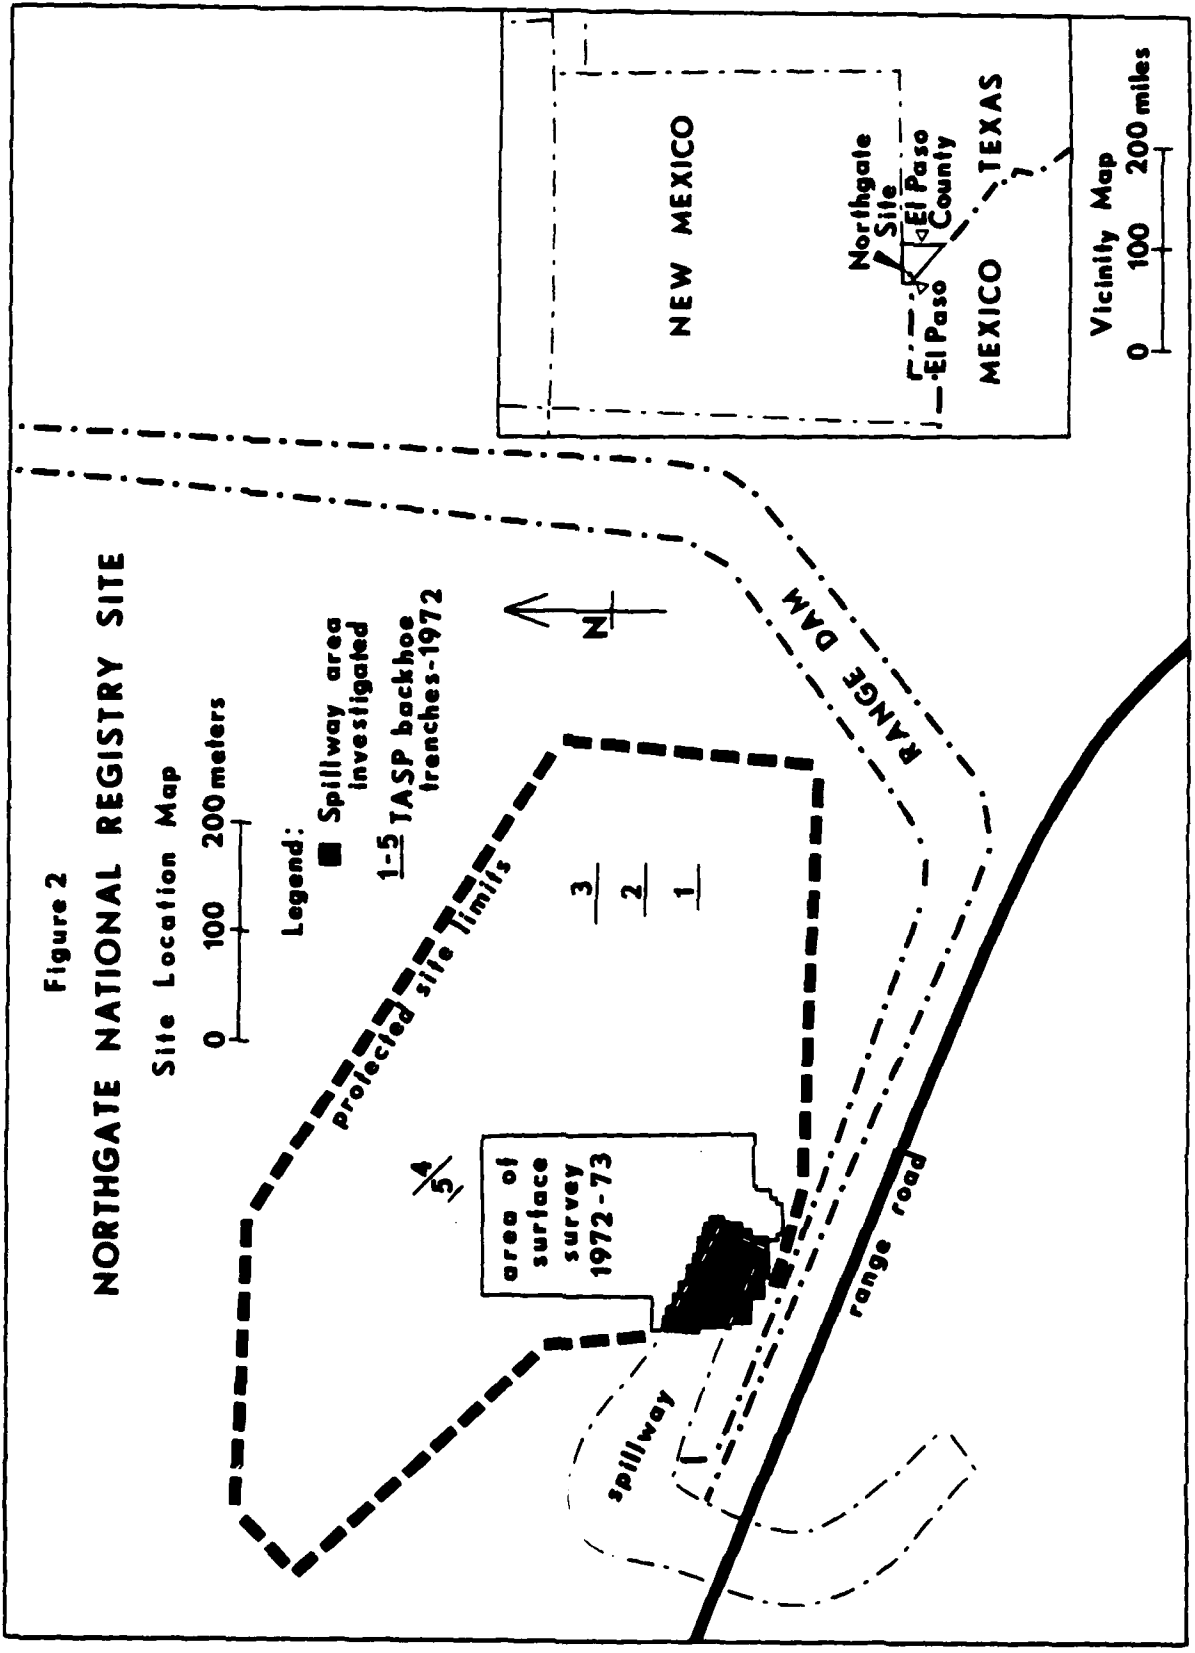 Figure 2
NORTHGATE NATIONAL REGISTRY SITE
Site Location Map
0 100 200 meters
Legend:
Spillway area
investigated
1-5 TASP backhoe
trenches-1972
protected site limits
4
5
area of
surface
survey
1972-73
3
2
1
N
spillway
RANGE DAM
range road
NEW MEXICO
Northgate
Site
El Paso
El Paso
County
MEXICO
TEXAS
Vicinity Map
0 100 200 miles